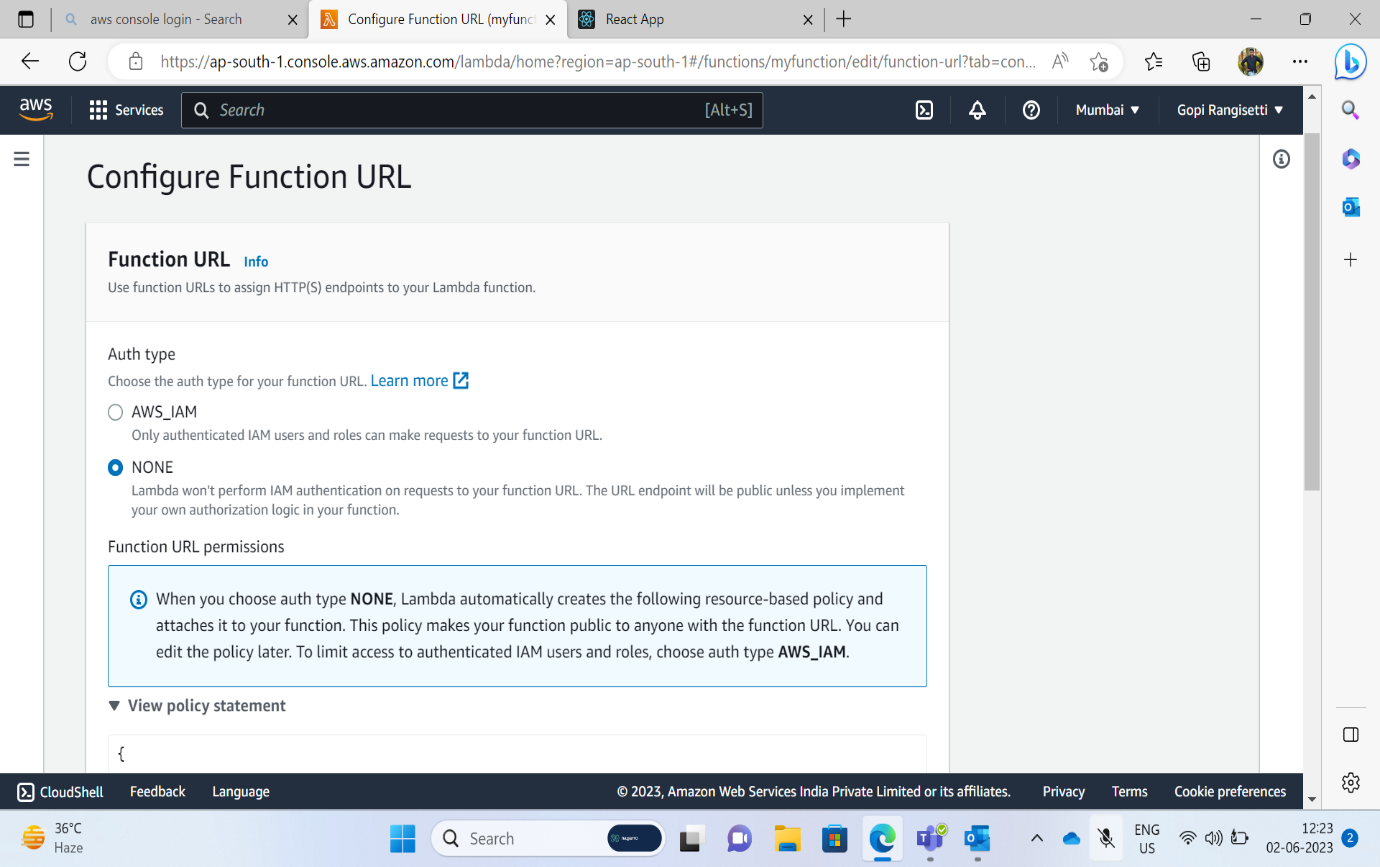 aws console login - Search
Configure Function URL (myfunct
React App
https://ap-south-1.console.aws.amazon.com/lambda/home?region=ap-south-1#/functions/myfunction/edit/function-url?tab=con...
aws
Services
Search
[Alt+S]
Mumbai
Gopi Rangisetti
Configure Function URL
Function URL Info
Use function URLs to assign HTTP(S) endpoints to your Lambda function.
Auth type
Choose the auth type for your function URL. Learn more
AWS_IAM
Only authenticated IAM users and roles can make requests to your function URL.
NONE
Lambda won't perform IAM authentication on requests to your function URL. The URL endpoint will be public unless you implement
your own authorization logic in your function.
Function URL permissions
When you choose auth type NONE, Lambda automatically creates the following resource-based policy and
attaches it to your function. This policy makes your function public to anyone with the function URL. You can
edit the policy later. To limit access to authenticated IAM users and roles, choose auth type AWS_IAM.
View policy statement
{
CloudShell
Feedback
Language
© 2023, Amazon Web Services India Private Limited or its affiliates.
Privacy
Terms
Cookie preferences
36°C
Haze
Search
ENG
US
12:23
02-06-2023
2